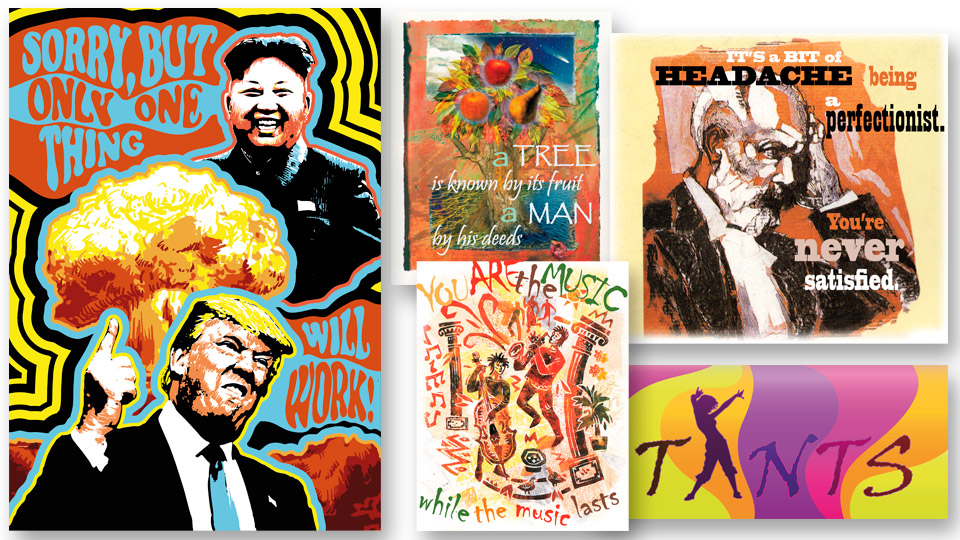 SORRY, BUT
ONLY ONE
THING
WILL
WORK!
a TREE
is known by its fruit
a MAN
by his deeds
IT'S a BIT of
HEADACHE being
a
perfectionist.
You're
never
satisfied.
YOU ARE the MUSIC
while the music lasts
TANTS